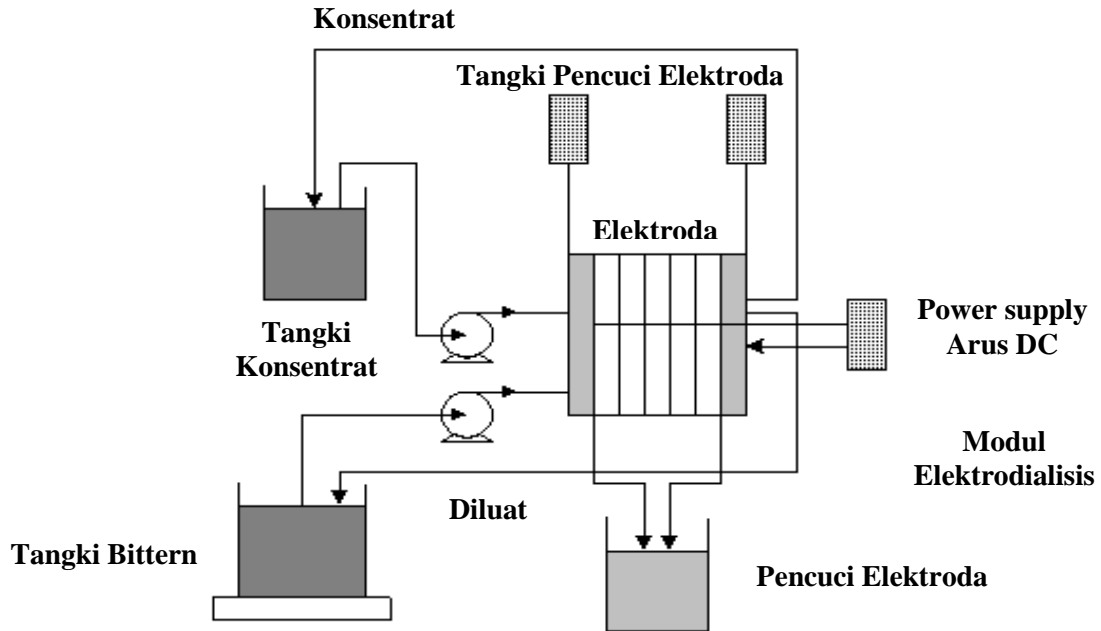 Konsentrat
Tangki Pencuci Elektroda
Elektroda
Tangki
Konsentrat
Power supply
Arus DC
Modul
Elektrodialisis
Diluat
Tangki Bittern
Pencuci Elektroda